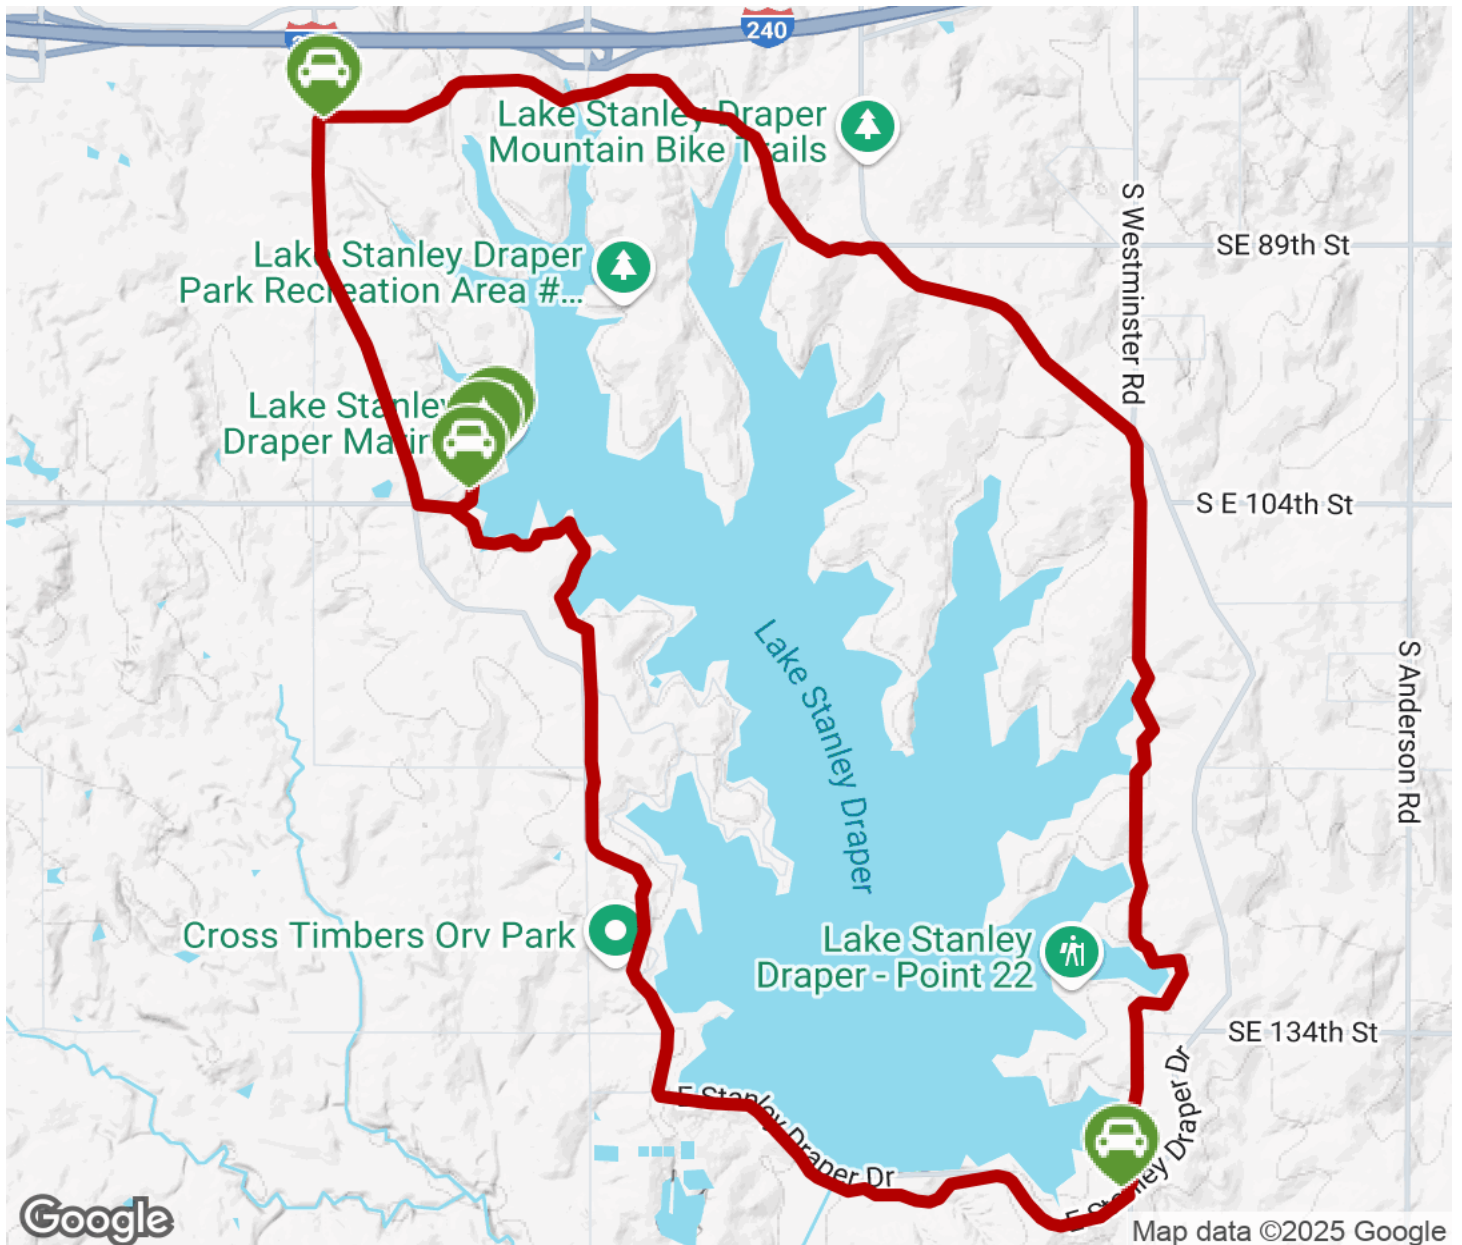 240
Lake Stanley Draper
Mountain Bike Trails
S Westminster Rd
SE 89th St
Lake Stanley Draper
Park Recreation Area #...
Lake Stanley
Draper
S E 104th St
Lake Stanley Draper
S Anderson Rd
Cross Timbers Orv Park
Lake Stanley
Draper - Point 22
SE 134th St
E Stanley Draper Dr
E Stanley Draper Dr
Google
Map data ©2025 Google